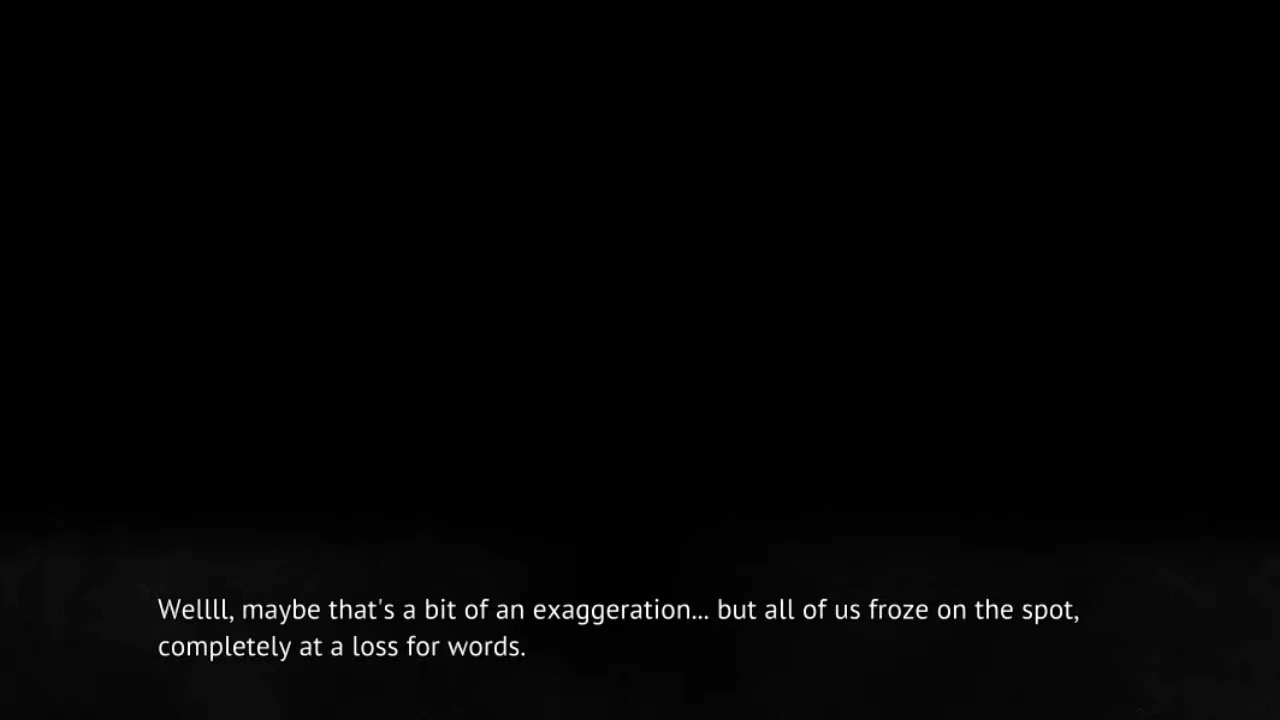 Wellll, maybe that's a bit of an exaggeration... but all of us froze on the spot,
completely at a loss for words.